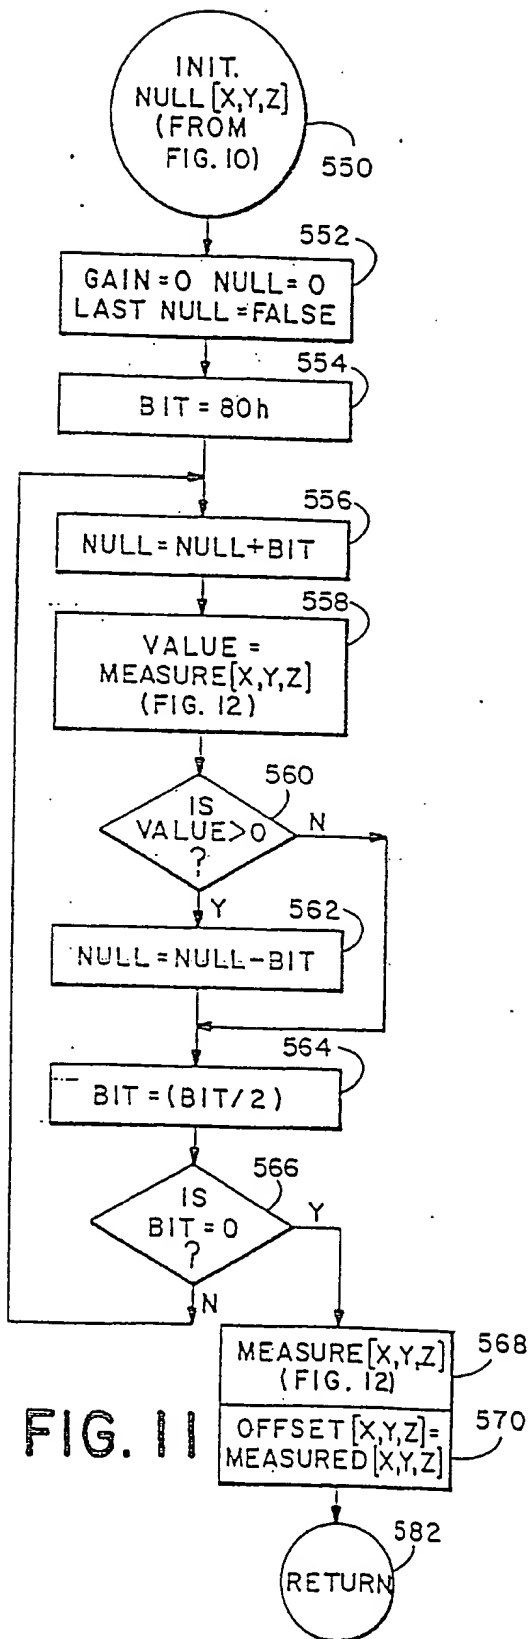 INIT.
NULL[X,Y,Z]
(FROM
FIG. 10)
550
552
GAIN=0 NULL=0
LAST NULL=FALSE
554
BIT=80h
556
NULL=NULL+BIT
558
VALUE=
MEASURE[X,Y,Z]
(FIG. 12)
560
IS
VALUE>0
?
N
Y
562
NULL=NULL-BIT
564
BIT=(BIT/2)
566
IS
BIT=0
?
Y
N
MEASURE[X,Y,Z]
(FIG. 12)
568
OFFSET[X,Y,Z]=
MEASURED[X,Y,Z]
570
FIG. 11
582
RETURN